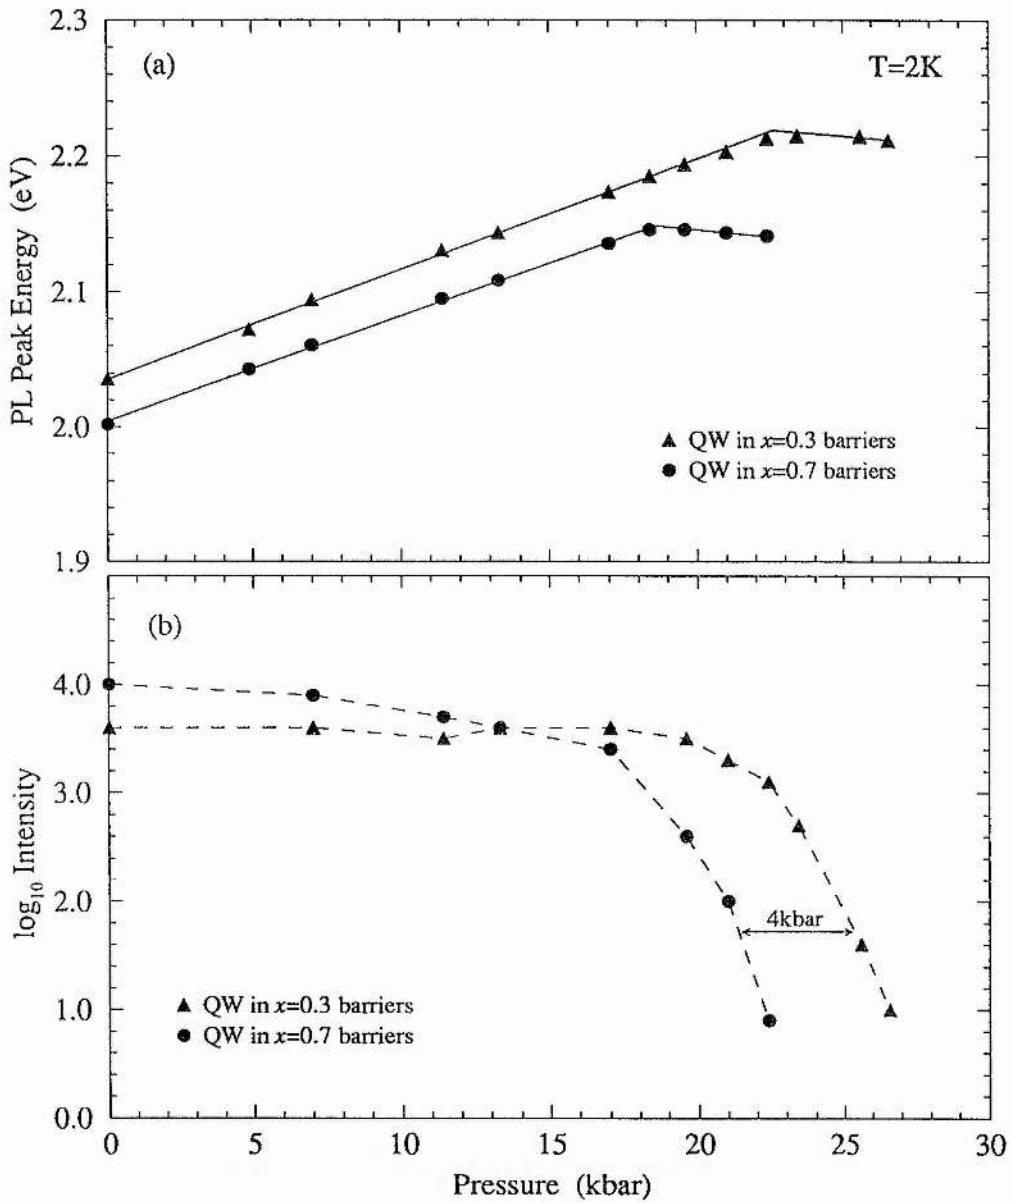 2.3
(a)
T=2K
2.2
2.1
2.0
1.9
PL Peak Energy (eV)
▲ QW in x=0.3 barriers
● QW in x=0.7 barriers
(b)
4.0
3.0
2.0
1.0
0.0
log₁₀ Intensity
4kbar
▲ QW in x=0.3 barriers
● QW in x=0.7 barriers
0 5 10 15 20 25 30
Pressure (kbar)